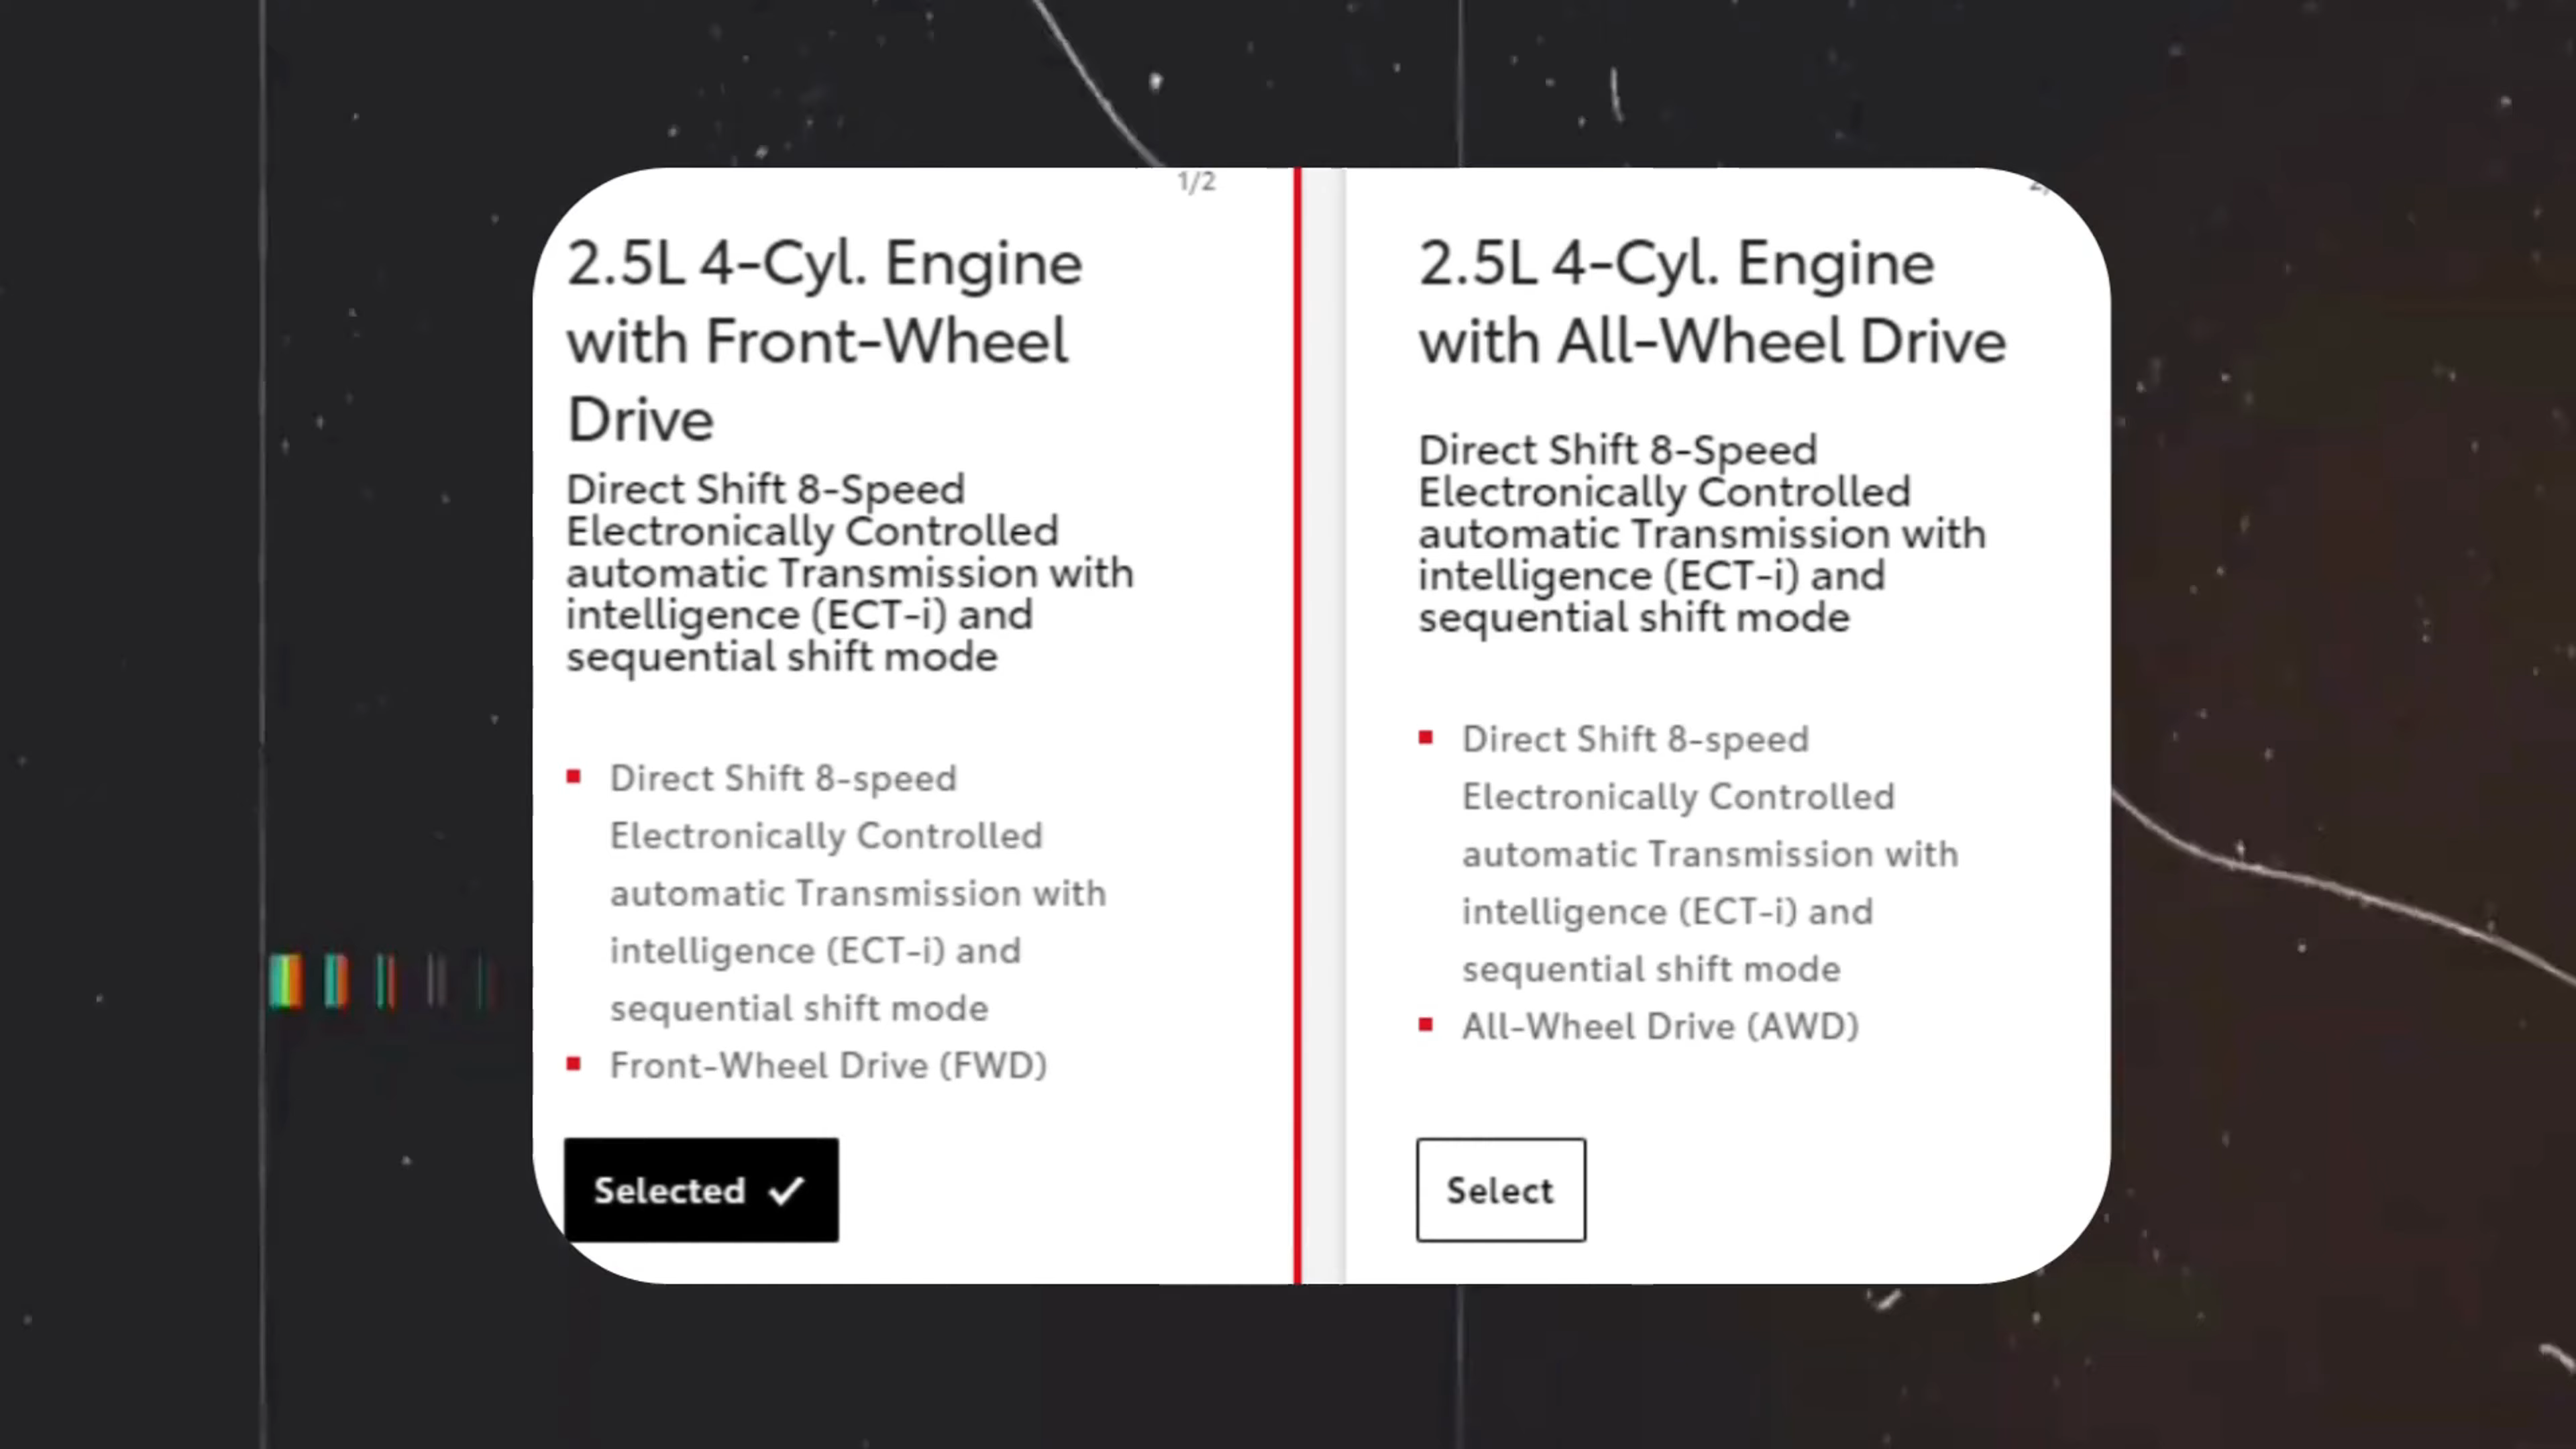 1/2
2.5L 4-Cyl. Engine
with Front-Wheel
Drive
Direct Shift 8-Speed
Electronically Controlled
automatic Transmission with
intelligence (ECT-i) and
sequential shift mode
Direct Shift 8-speed
Electronically Controlled
automatic Transmission with
intelligence (ECT-i) and
sequential shift mode
Front-Wheel Drive (FWD)
Selected
2.5L 4-Cyl. Engine
with All-Wheel Drive
Direct Shift 8-Speed
Electronically Controlled
automatic Transmission with
intelligence (ECT-i) and
sequential shift mode
Direct Shift 8-speed
Electronically Controlled
automatic Transmission with
intelligence (ECT-i) and
sequential shift mode
All-Wheel Drive (AWD)
Select